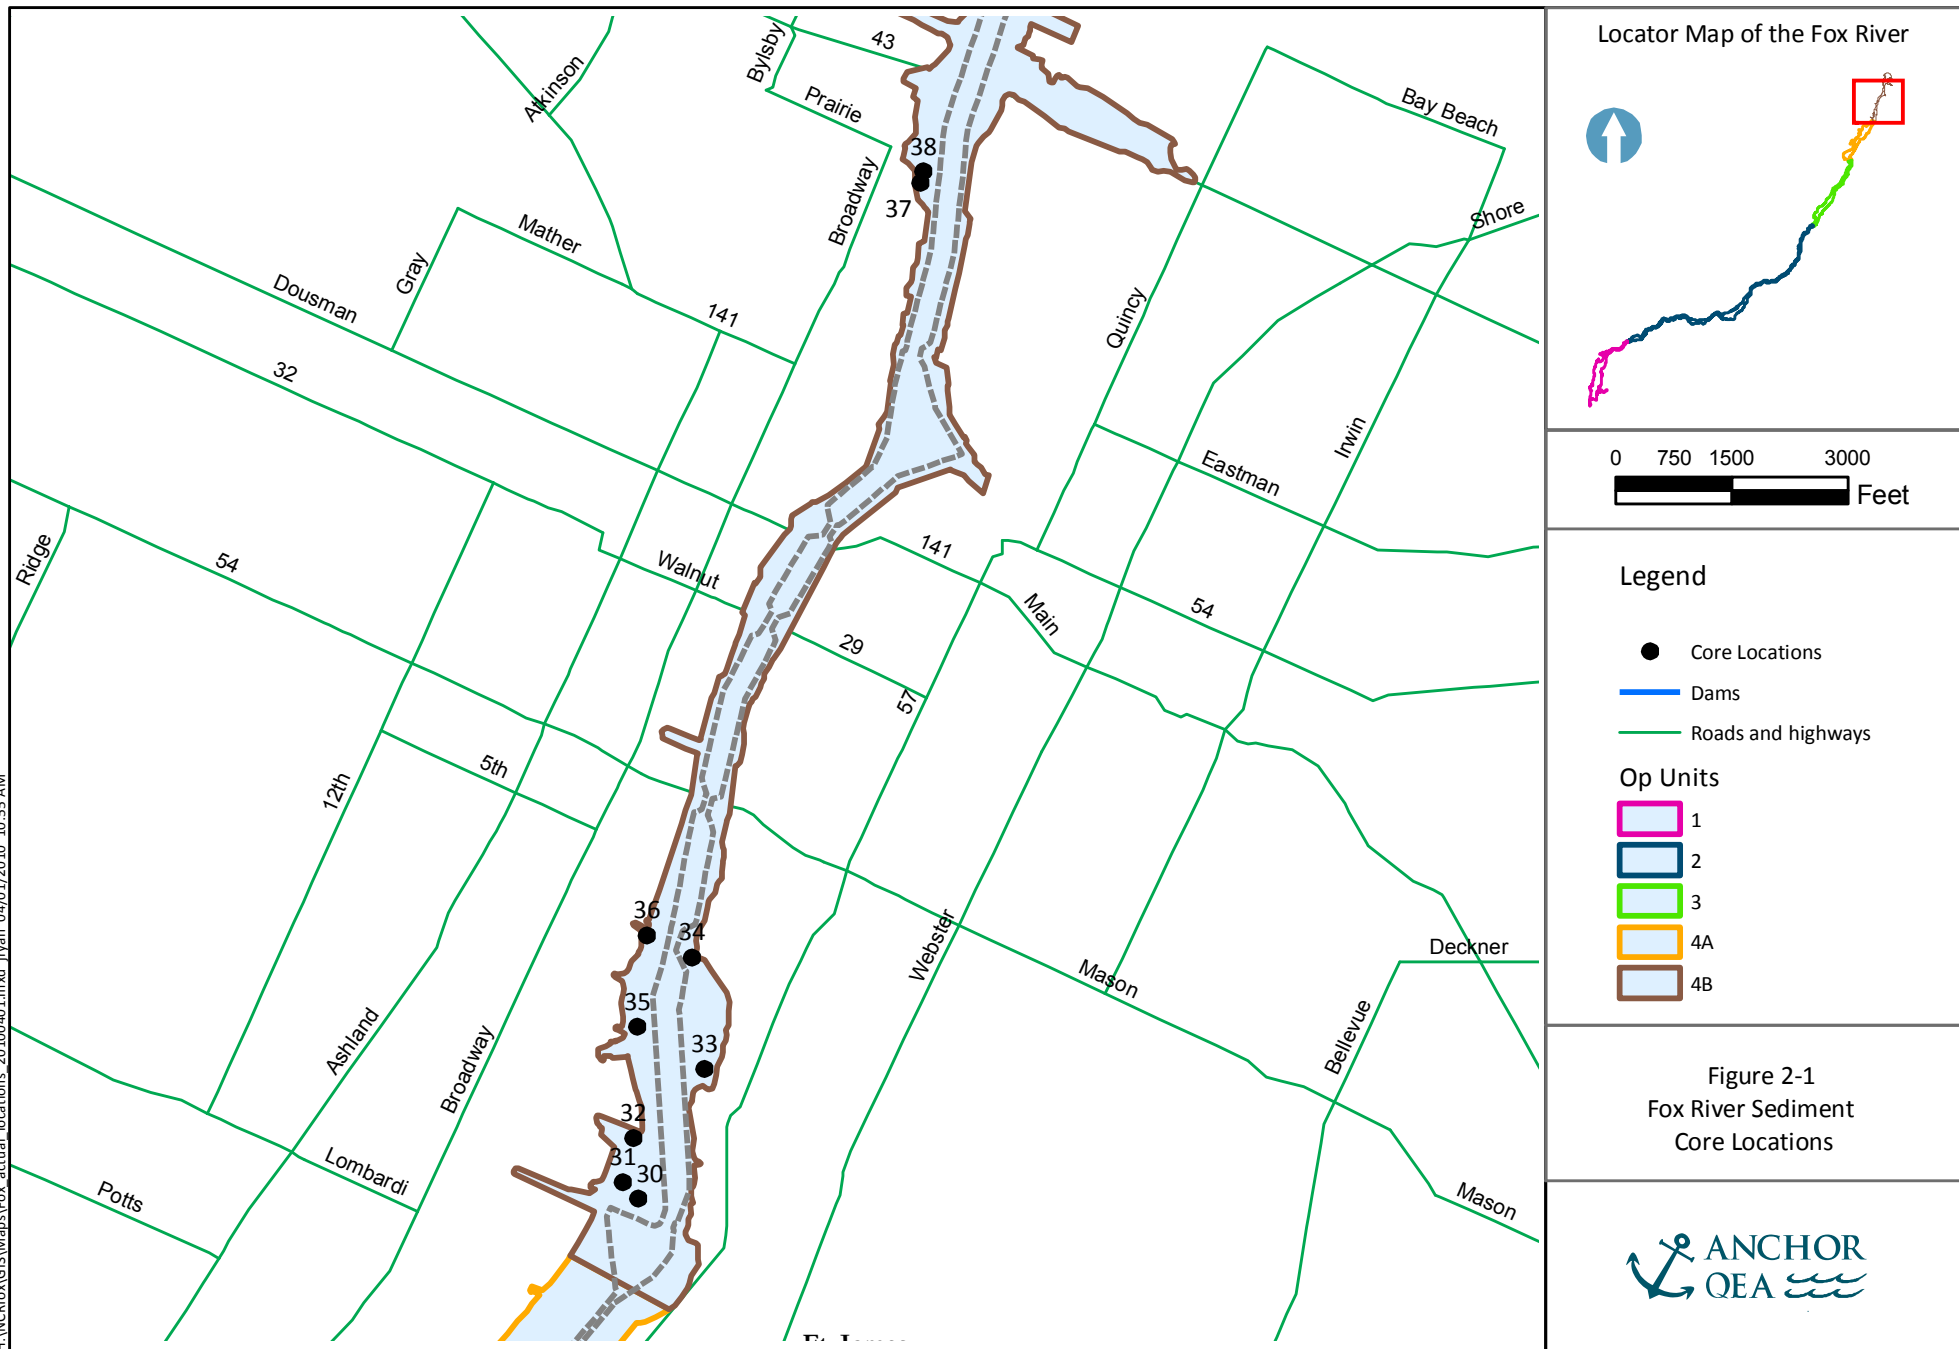 43
Bylsby
Atkinson
Prairie
Bay Beach
38
37
Broadway
Shore
Mather
Gray
Dousman
141
Quincy
32
Irwin
Eastman
141
Ridge
54
Walnut
Main
54
29
57
5th
12th
36
34
Webster
Deckner
Mason
35
33
Bellevue
Ashland
Broadway
32
31
30
Lombardi
Potts
Mason
Locator Map of the Fox River
0 750 1500 3000
Feet
Legend
Core Locations
Dams
Roads and highways
Op Units
1
2
3
4A
4B
Figure 2-1
Fox River Sediment
Core Locations
ANCHOR
QEA